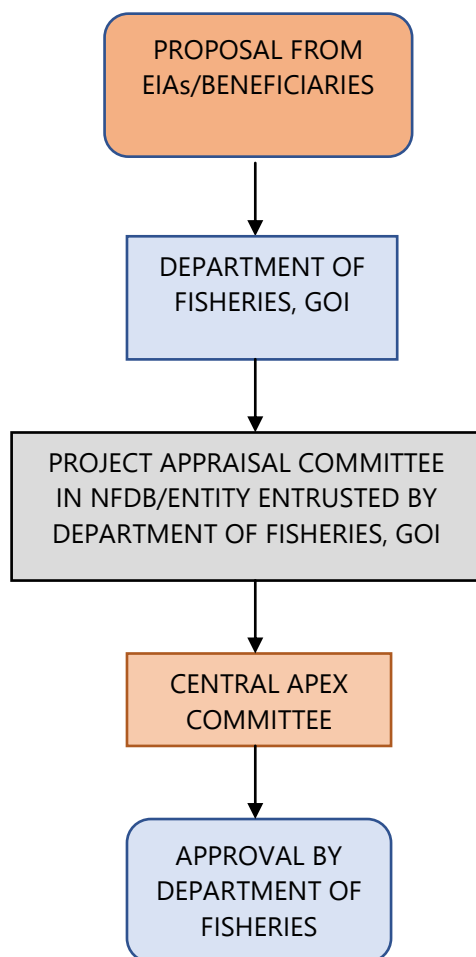 PROPOSAL FROM
EIAs/BENEFICIARIES
DEPARTMENT OF
FISHERIES, GOI
PROJECT APPRAISAL COMMITTEE
IN NFDB/ENTITY ENTRUSTED BY
DEPARTMENT OF FISHERIES, GOI
CENTRAL APEX
COMMITTEE
APPROVAL BY
DEPARTMENT OF
FISHERIES